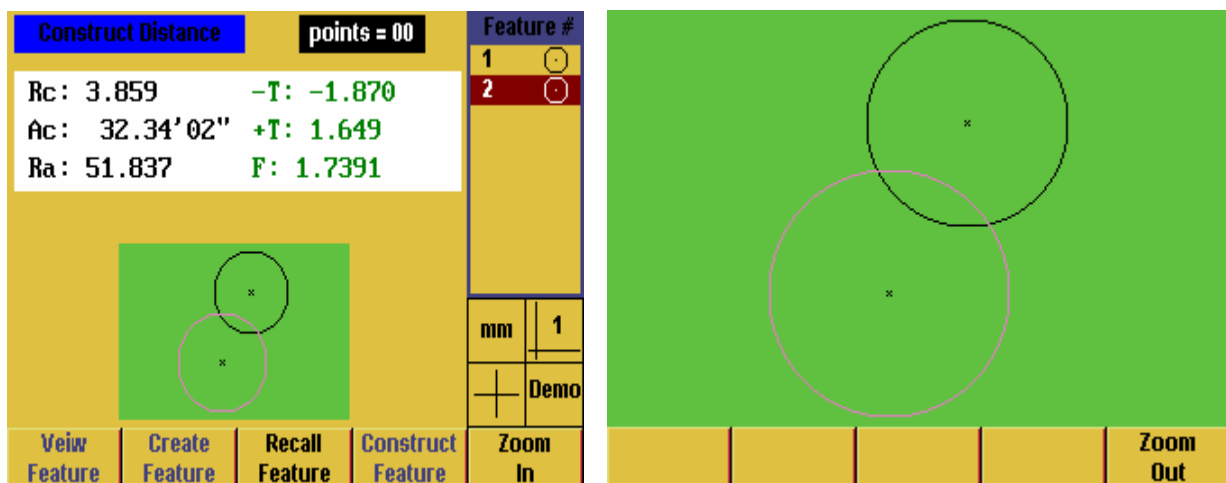 Construct Distance points = 00 Feature #
1
2
Rc: 3.859 -T: -1.870
Ac: 32.34'02" +T: 1.649
Ra: 51.837 F: 1.7391
mm 1
Demo
Veiw Feature
Create Feature
Recall Feature
Construct Feature
Zoom In
Zoom Out